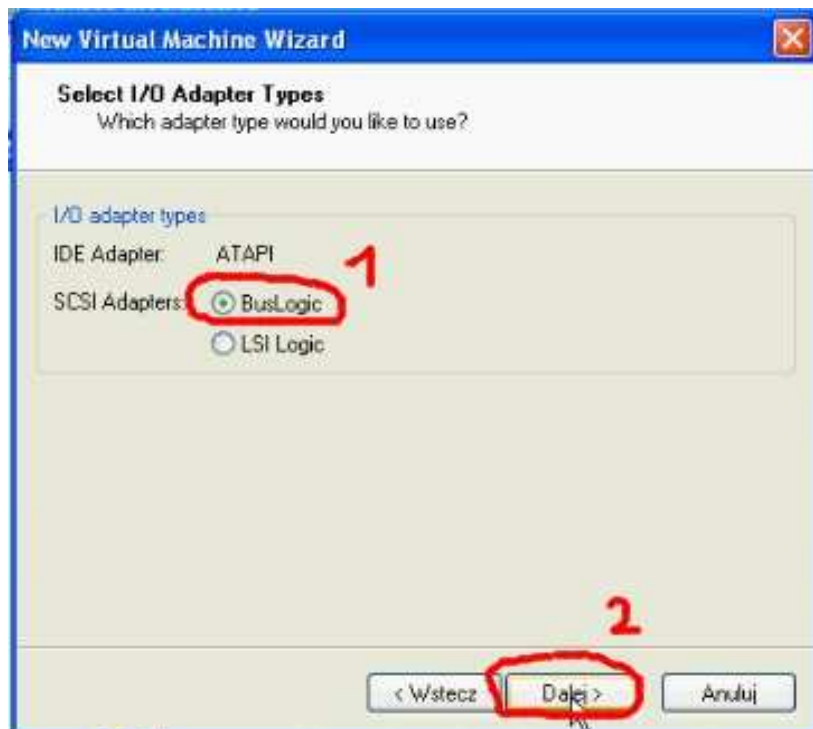 New Virtual Machine Wizard
Select I/O Adapter Types
Which adapter type would you like to use?
I/O adapter types
IDE Adapter: ATAPI
1
SCSI Adapters: BusLogic
LSI Logic
2
< Wstecz Dalej > Anuluj